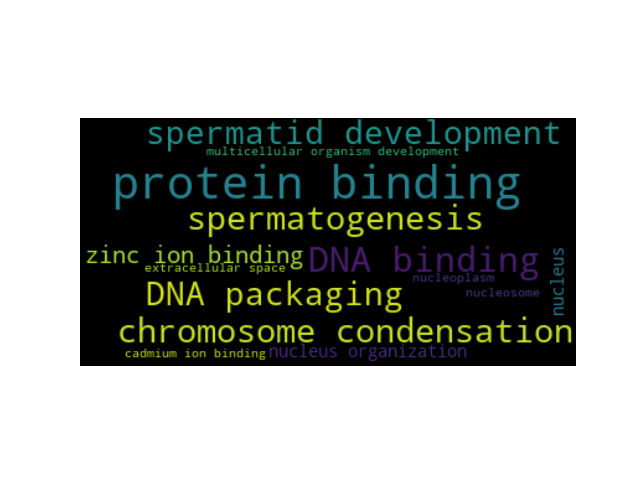 spermatid development
multicellular organism development
protein binding
spermatogenesis
zinc ion binding
DNA binding
nucleus
extracellular space
nucleoplasm
DNA packaging
nucleosome
chromosome condensation
cadmium ion binding
nucleus organization